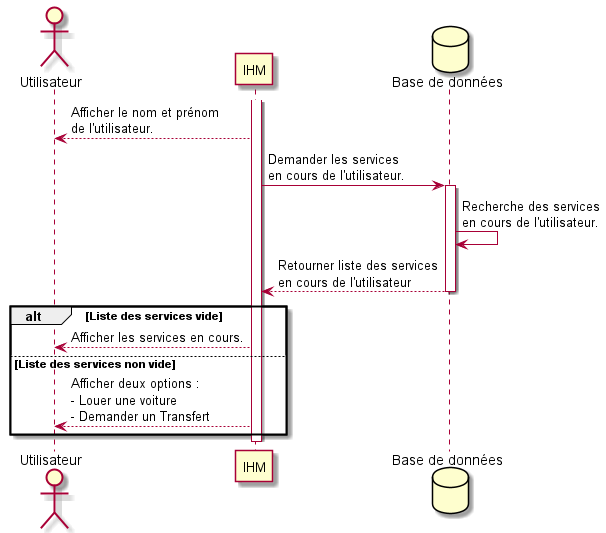 Utilisateur
IHM
Base de données
Afficher le nom et prénom
de l'utilisateur.
Demander les services
en cours de l'utilisateur.
Recherche des services
en cours de l'utilisateur.
Retourner liste des services
en cours de l'utilisateur
alt [Liste des services vide]
Afficher les services en cours.
[Liste des services non vide]
Afficher deux options :
- Louer une voiture
- Demander un Transfert
Utilisateur
IHM
Base de données